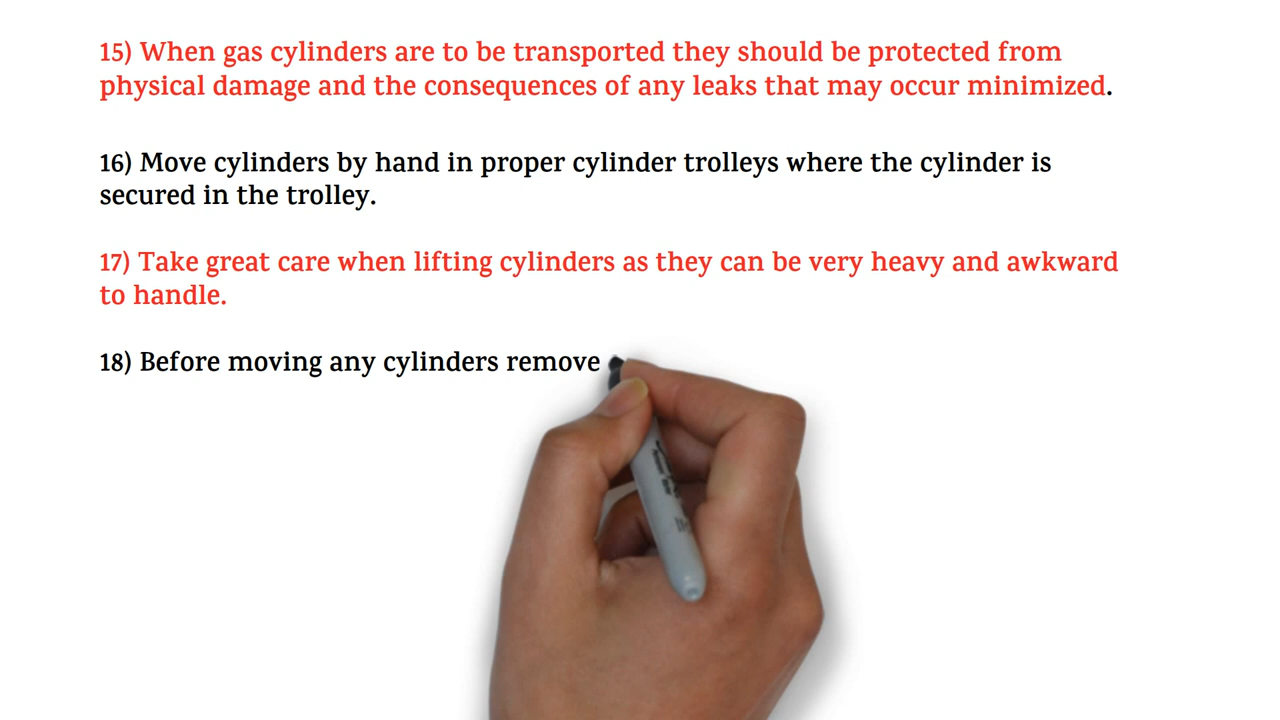 15) When gas cylinders are to be transported they should be protected from
physical damage and the consequences of any leaks that may occur minimized.
16) Move cylinders by hand in proper cylinder trolleys where the cylinder is
secured in the trolley.
17) Take great care when lifting cylinders as they can be very heavy and awkward
to handle.
18) Before moving any cylinders remove